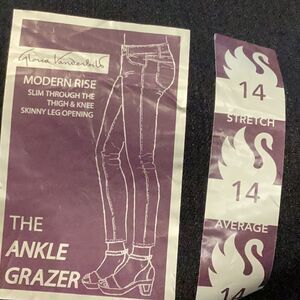 Gloria Vanderbilt
MODERN RISE
SLIM THROUGH THE
THIGH & KNEE
SKINNY LEG OPENING
THE
ANKLE
GRAZER
14
STRETCH
14
AVERAGE